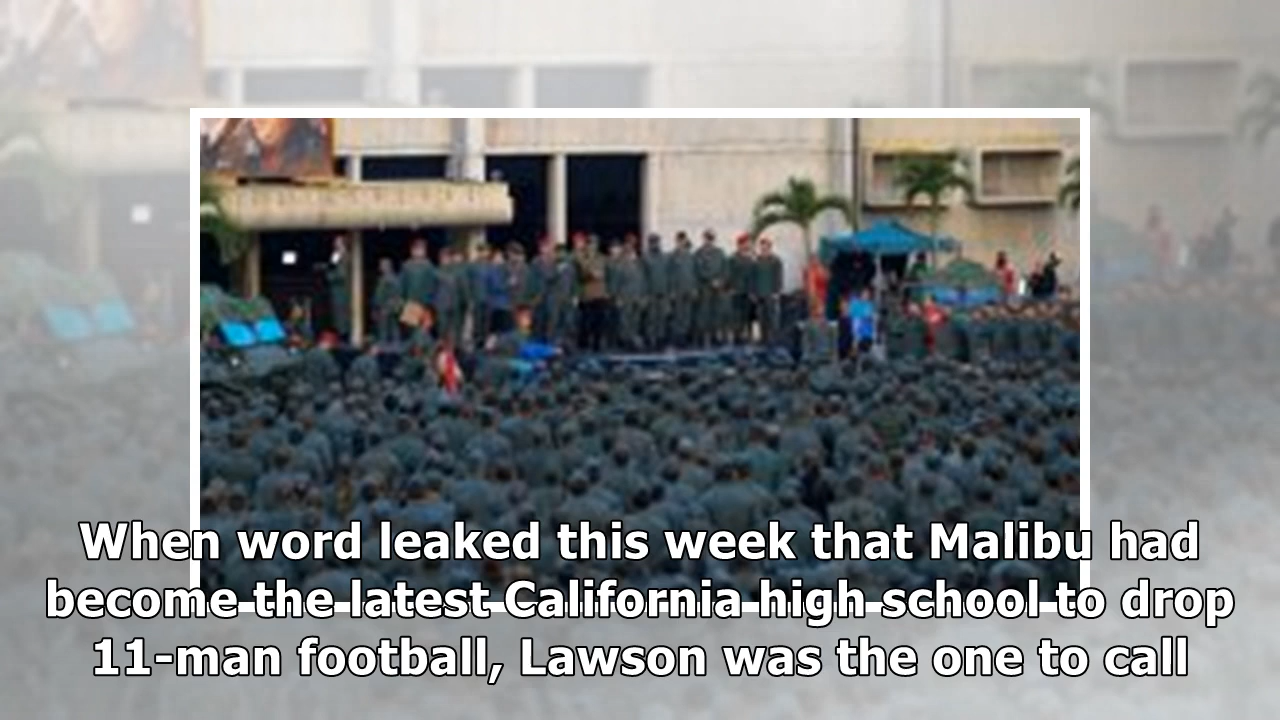 When word leaked this week that Malibu had
become the latest California high school to drop
11-man football, Lawson was the one to call